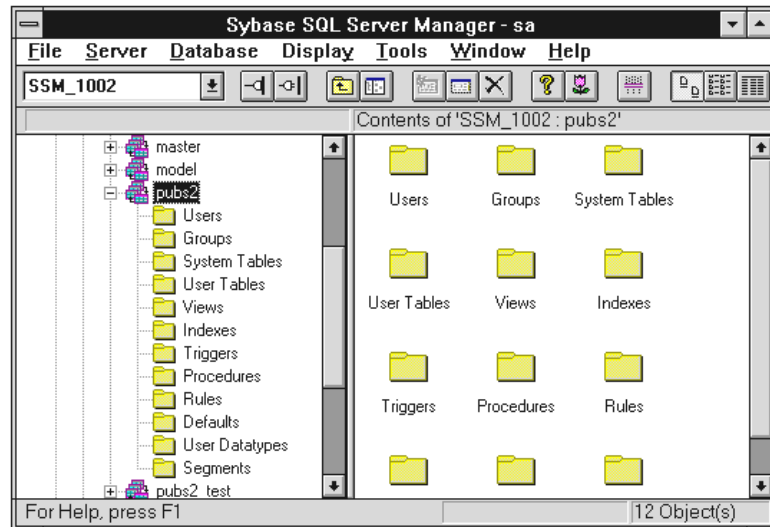 Sybase SQL Server Manager - sa
File Server Database Display Tools Window Help
SSM_1002
Contents of 'SSM_1002 : pubs2'
master
model
pubs2
Users
Groups
System Tables
User Tables
Views
Indexes
Triggers
Procedures
Rules
Defaults
User Datatypes
Segments
pubs2_test
Users Groups System Tables
User Tables Views Indexes
Triggers Procedures Rules
For Help, press F1
12 Object(s)